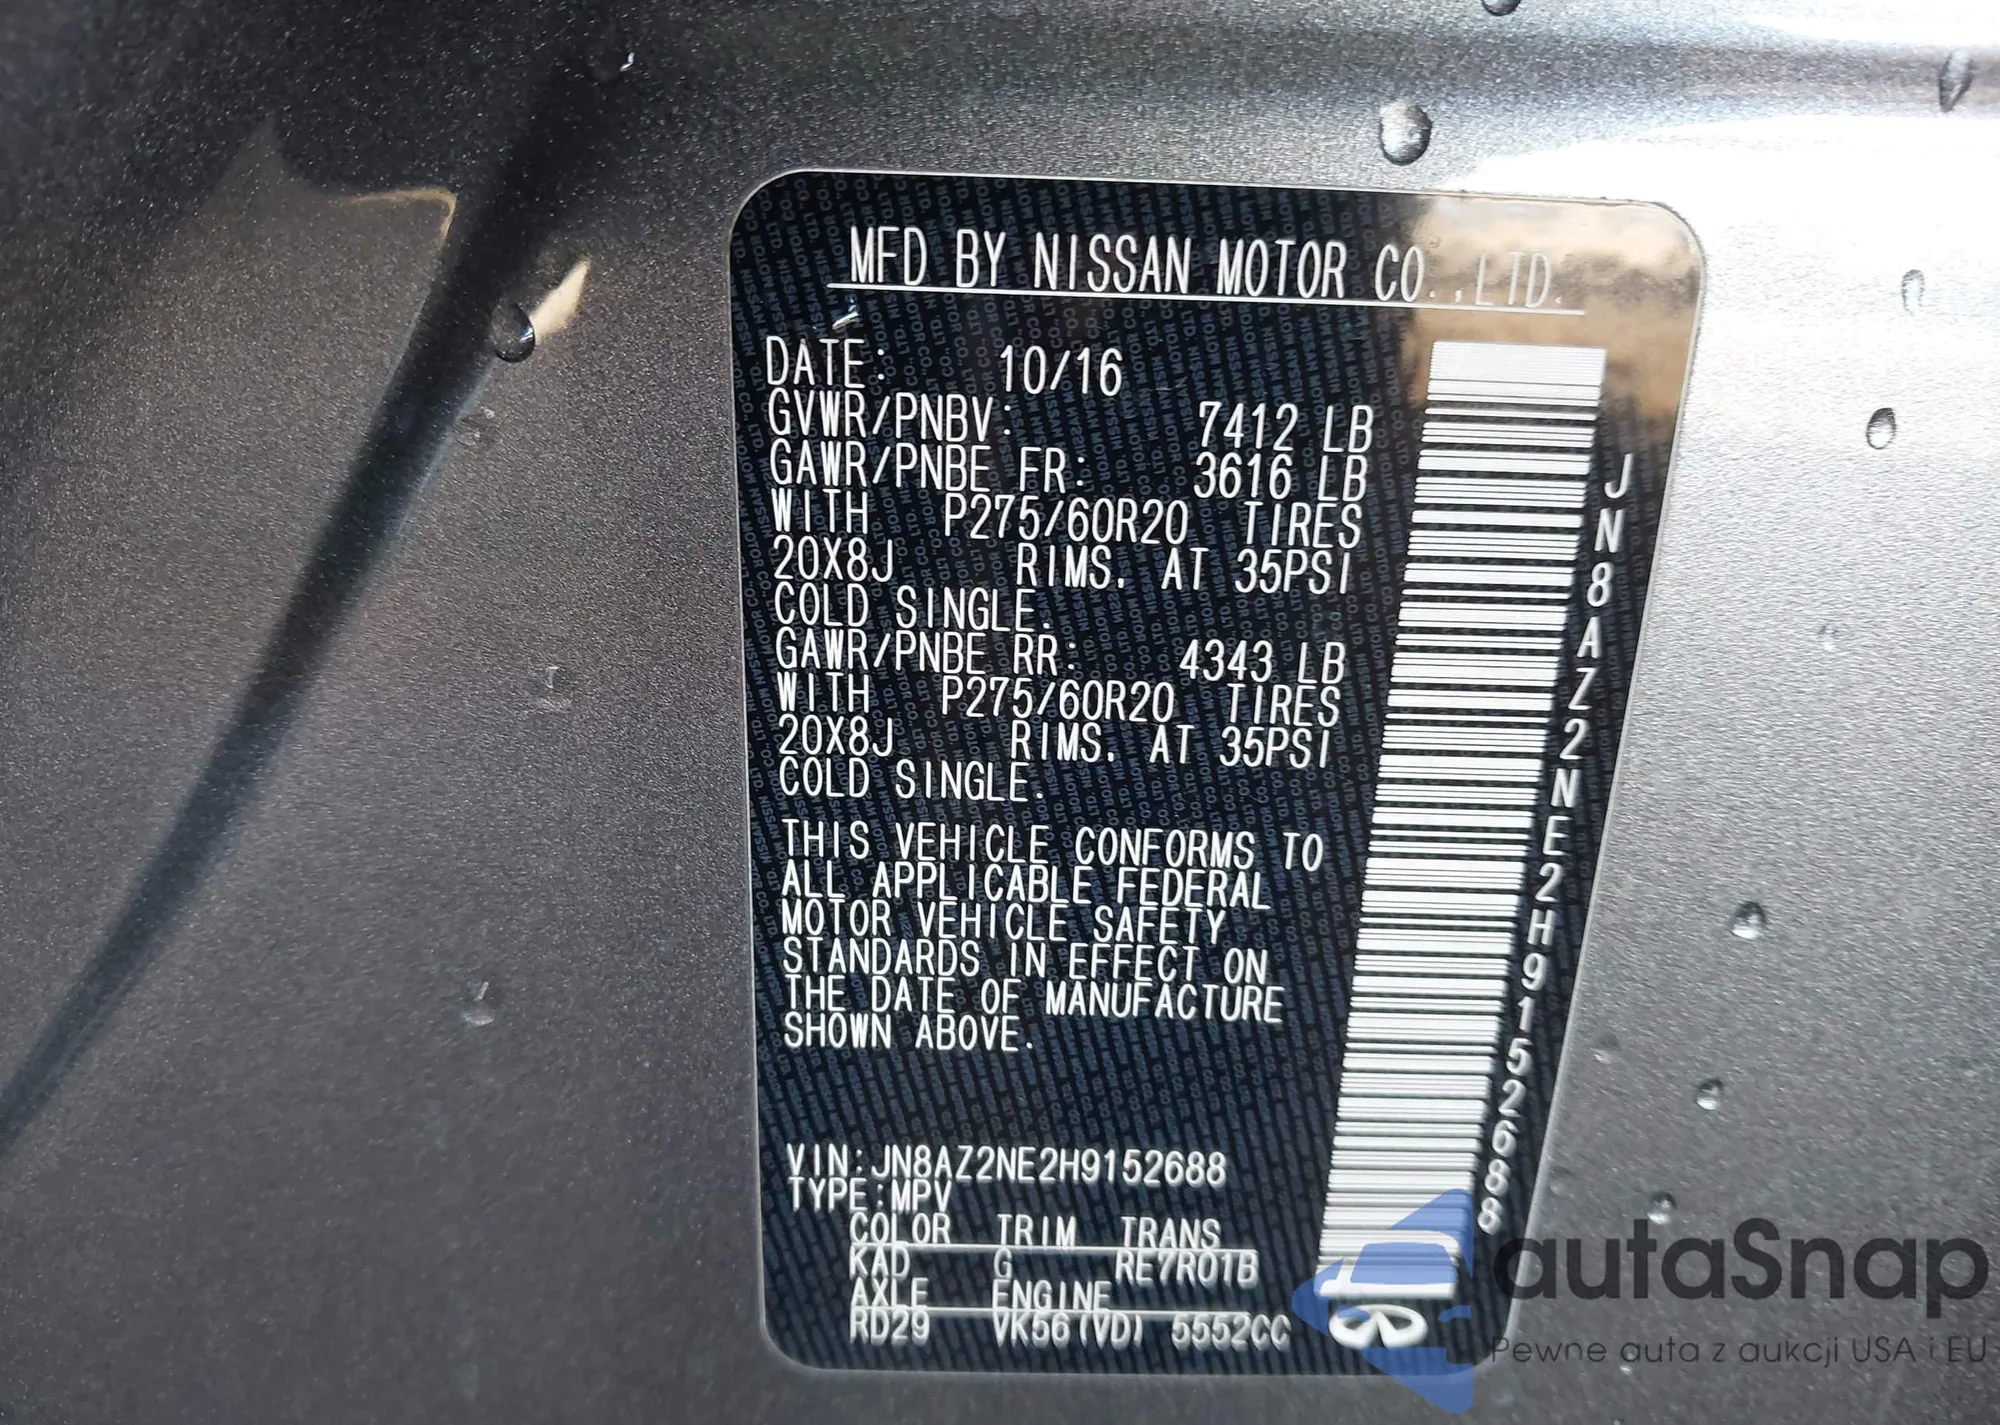 MFD BY NISSAN MOTOR CO.,LTD.
DATE: 10/16
GVWR/PNBV: 7412 LB
GAWR/PNBE FR: 3616 LB
WITH P275/60R20 TIRES
20X8J RIMS. AT 35PSI
COLD SINGLE.
GAWR/PNBE RR: 4343 LB
WITH P275/60R20 TIRES
20X8J RIMS. AT 35PSI
COLD SINGLE.
THIS VEHICLE CONFORMS TO
ALL APPLICABLE FEDERAL
MOTOR VEHICLE SAFETY
STANDARDS IN EFFECT ON
THE DATE OF MANUFACTURE
SHOWN ABOVE.
VIN:JN8AZ2NE2H9152688
TYPE:MPV
COLOR TRIM TRANS
KAD G RE7R01B
AXLE ENGINE
RD29 VK56(VD) 5552CC
JN8AZ2NE2H9152688
autaSnap
Pewne auta z aukcji USA i EU